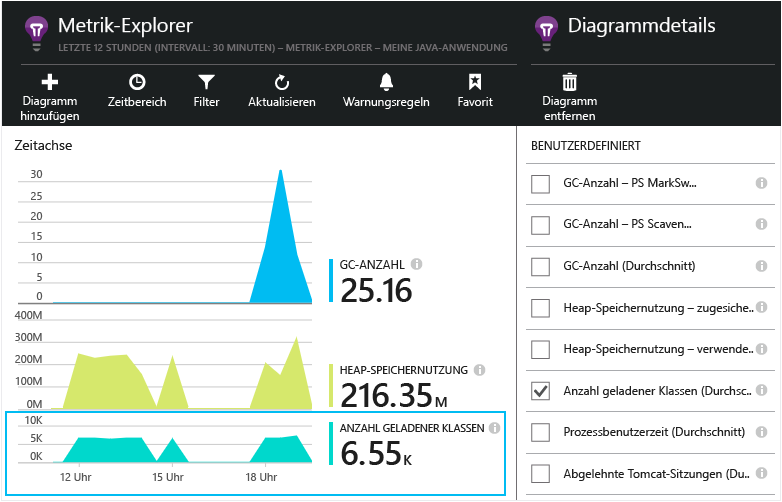 Metrik-Explorer
LETZTE 12 STUNDEN (INTERVALL: 30 MINUTEN) – METRIK-EXPLORER – MEINE JAVA-ANWENDUNG
Diagramm
hinzufügen
Zeitbereich
Filter
Aktualisieren
Warnungsregeln
Favorit
Zeitachse
30
25
20
15
10
5
0
GC-ANZAHL
25.16
400M
300M
200M
100M
0M
HEAP-SPEICHERNUTZUNG
216.35 M
10K
5K
0K
ANZAHL GELADENER KLASSEN
6.55 K
12 Uhr
15 Uhr
18 Uhr
Diagrammdetails
Diagramm
entfernen
BENUTZERDEFINIERT
GC-Anzahl – PS MarkSw...
GC-Anzahl – PS Scaven...
GC-Anzahl (Durchschnitt)
Heap-Speichernutzung – zugesiche..
Heap-Speichernutzung – verwende..
Anzahl geladener Klassen (Durchsc..
Prozessbenutzerzeit (Durchschnitt)
Abgelehnte Tomcat-Sitzungen (Du..